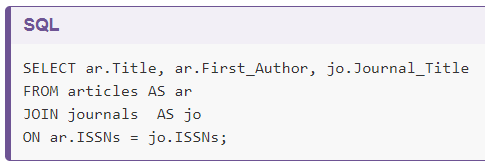 SQL
SELECT ar.Title, ar.First_Author, jo.Journal_Title
FROM articles AS ar
JOIN journals  AS jo
ON ar.ISSNs = jo.ISSNs;